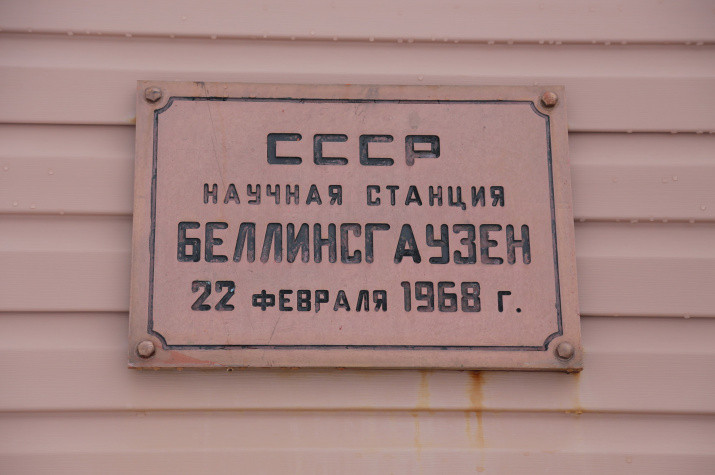 СССР
НАУЧНАЯ СТАНЦИЯ
БЕЛЛИНСГАУЗЕН
22 ФЕВРАЛЯ 1968 Г.